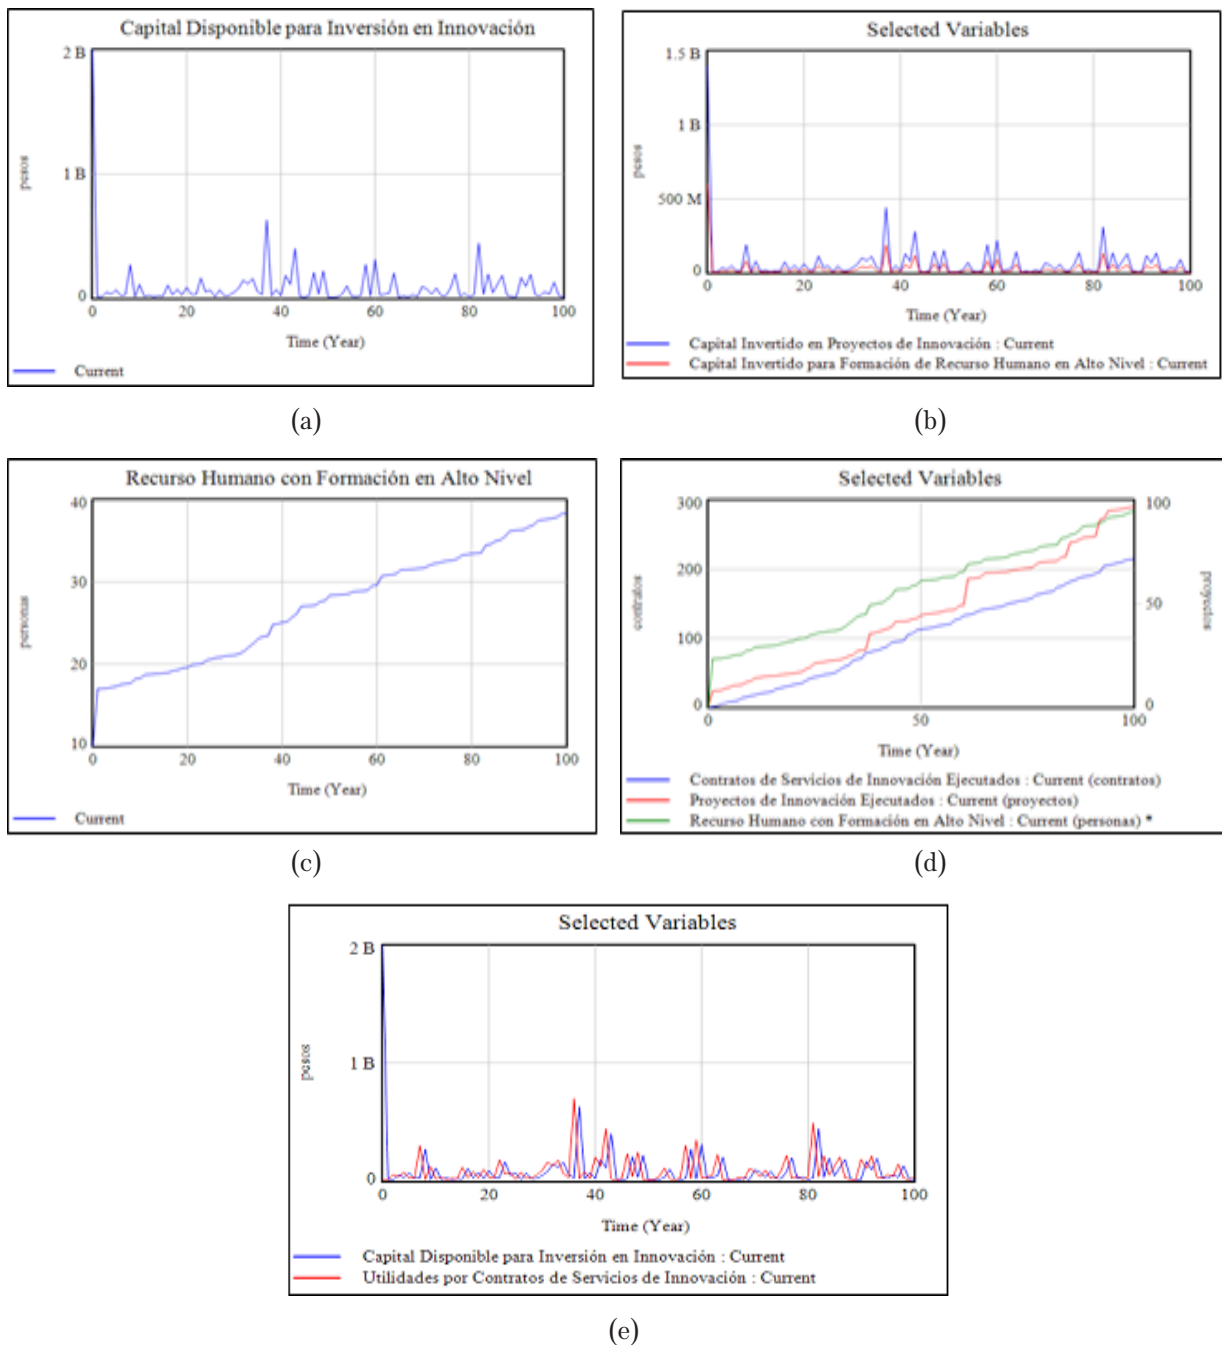 Capital Disponible para Inversión en Innovación
2 B
1 B
0
pesos
0 20 40 60 80 100
Time (Year)
Current
(a)
Selected Variables
1.5 B
1 B
500 M
0
pesos
0 20 40 60 80 100
Time (Year)
Capital Invertido en Proyectos de Innovación : Current
Capital Invertido para Formación de Recurso Humano en Alto Nivel : Current
(b)
Recurso Humano con Formación en Alto Nivel
40
30
20
10
personas
0 20 40 60 80 100
Time (Year)
Current
(c)
Selected Variables
300
200
100
0
contratos
100
50
0
proyectos
0 50 100
Time (Year)
Contratos de Servicios de Innovación Ejecutados : Current (contratos)
Proyectos de Innovación Ejecutados : Current (proyectos)
Recurso Humano con Formación en Alto Nivel : Current (personas) *
(d)
Selected Variables
2 B
1 B
0
pesos
0 20 40 60 80 100
Time (Year)
Capital Disponible para Inversión en Innovación : Current
Utilidades por Contratos de Servicios de Innovación : Current
(e)